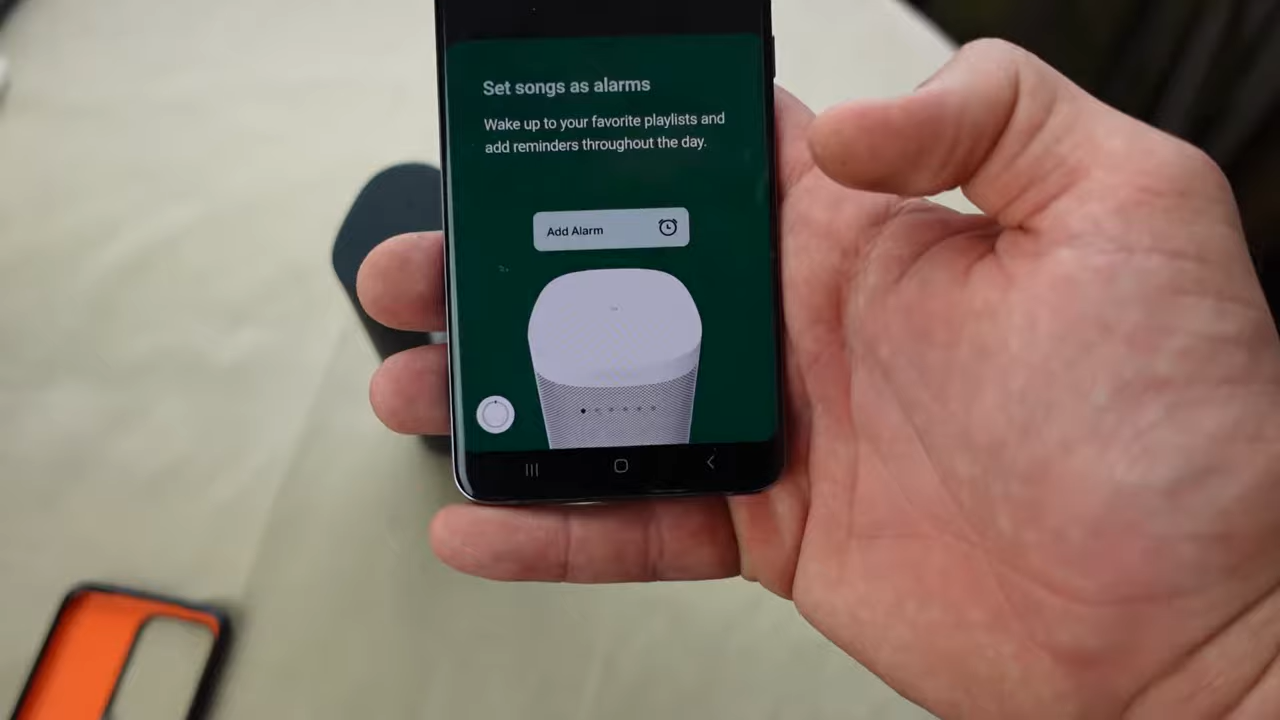 Set songs as alarms
Wake up to your favorite playlists and
add reminders throughout the day.
Add Alarm